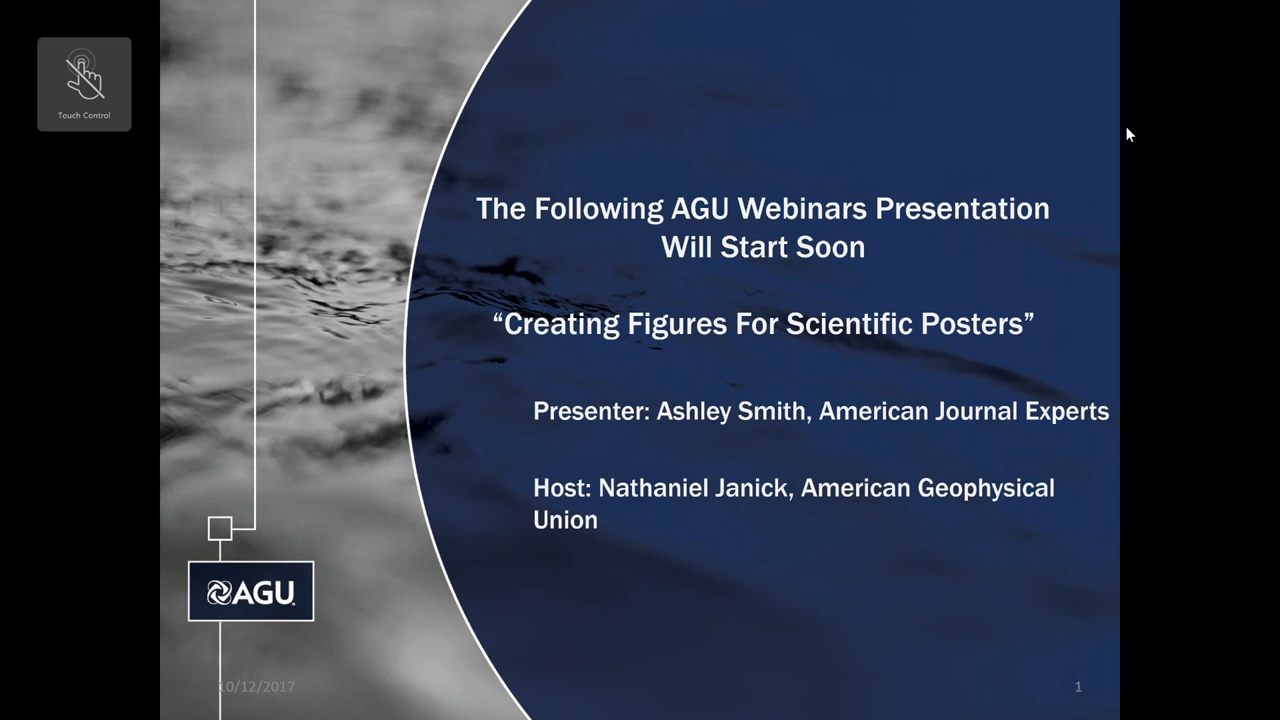 Touch Control
The Following AGU Webinars Presentation
Will Start Soon
“Creating Figures For Scientific Posters”
Presenter: Ashley Smith, American Journal Experts
Host: Nathaniel Janick, American Geophysical
Union
AGU
10/12/2017
1